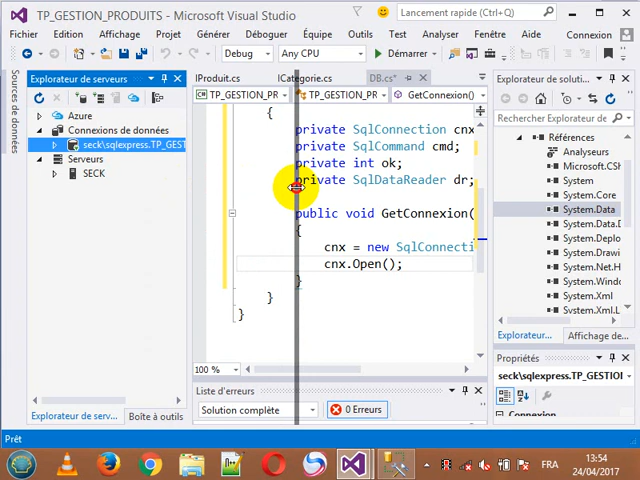 TP_GESTION_PRODUITS - Microsoft Visual Studio
Lancement rapide (Ctrl+Q)
Fichier
Édition
Affichage
Projet
Générer
Déboguer
Équipe
Outils
Test
Analyser
Fenêtre
Aide
Connexion
Debug
Any CPU
Démarrer
Sources de données
Explorateur de serveurs
Azure
Connexions de données
seck\sqlexpress.TP_GEST
Serveurs
SECK
Explorateur de serv...
Boîte à outils
IProduit.cs
ICategorie.cs
DB.cs*
TP_GESTION_PR
TP_GESTION_PR
GetConnexion()
{
private SqlConnection cnx
private SqlCommand cmd;
private int ok;
private SqlDataReader dr;
public void GetConnexion(
{
cnx = new SqlConnecti
cnx.Open();
}
}
}
100 %
Liste d'erreurs
Solution complète
0 Erreurs
Explorateur de soluti...
Rechercher dans Explorateur
Références
Analyseurs
Microsoft.CSH
System
System.Core
System.Data
System.Data.D
System.Deplo
System.Drawi
System.Net.H
System.Windo
System.Xml
System.Xml.L
Explorateur...
Affichage de...
Propriétés
seck\sqlexpress.TP_GESTION
Connexion
Prêt
FRA
13:54
24/04/2017